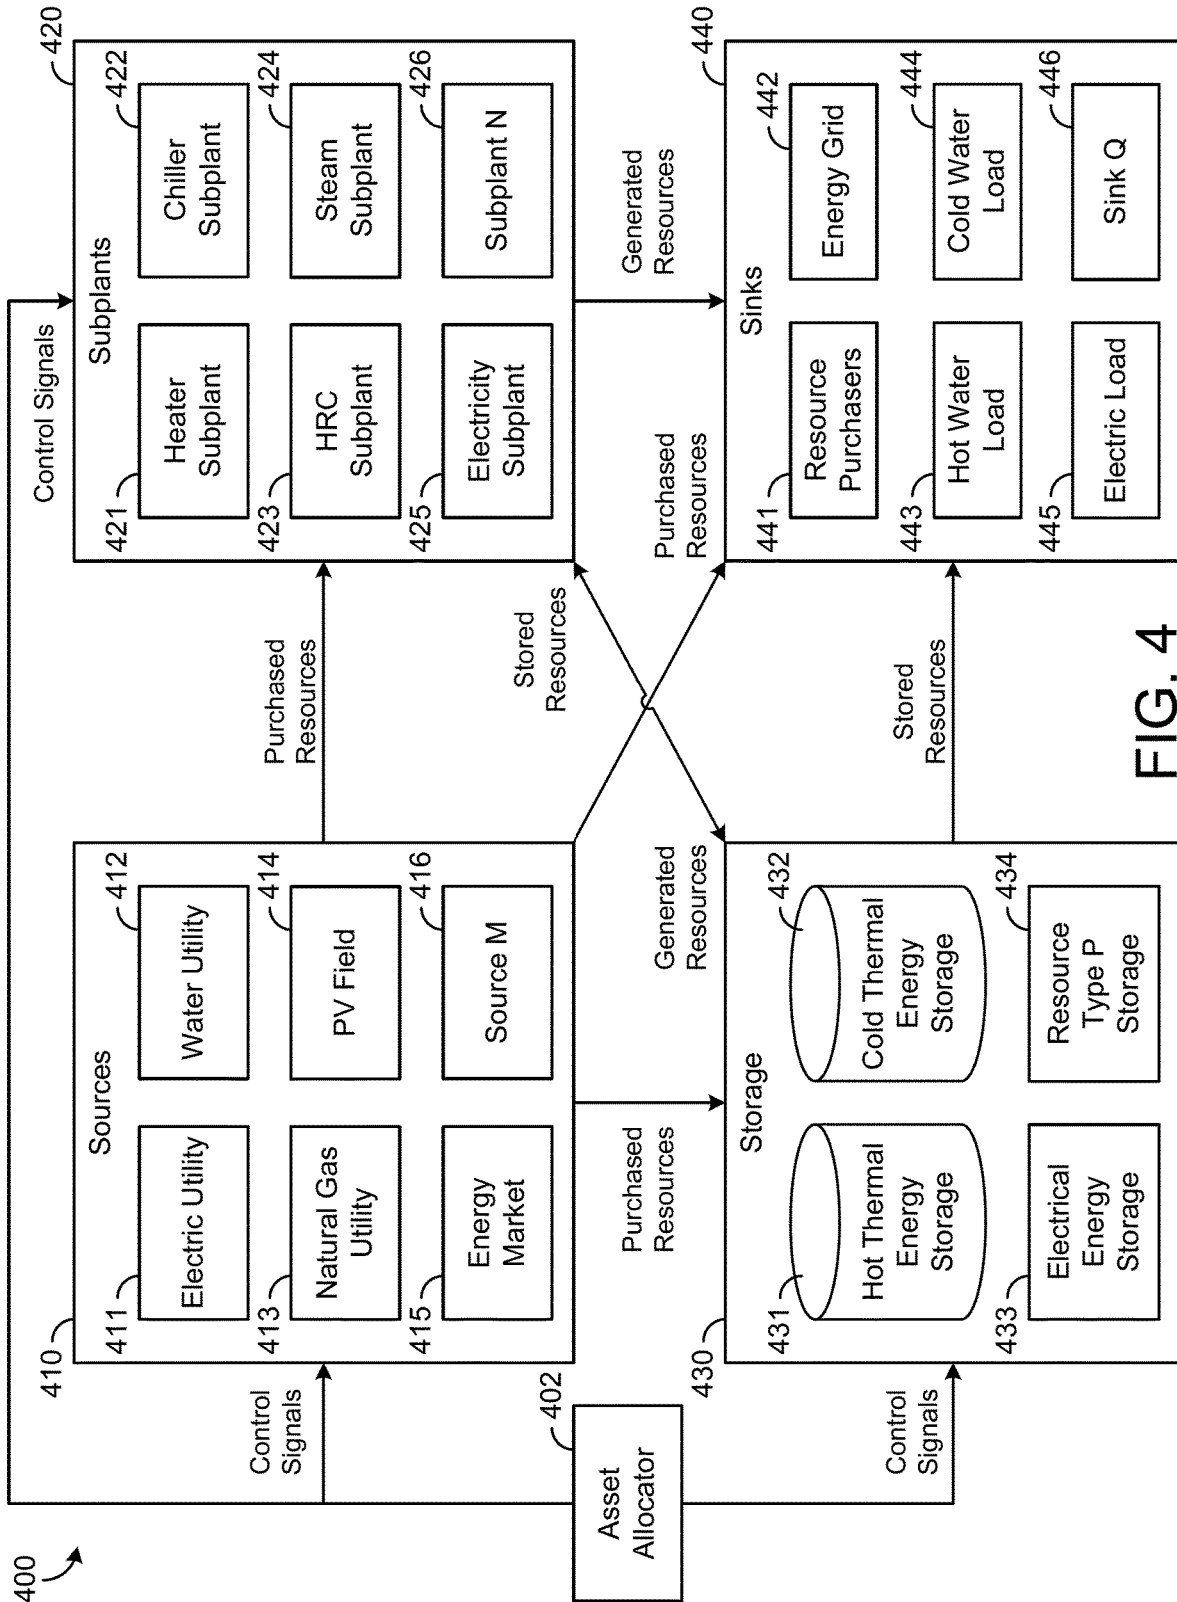 400
Asset
Allocator
402
Control
Signals
Control
Signals
Control Signals
410
Sources
411
Electric Utility
412
Water Utility
413
Natural Gas
Utility
414
PV Field
415
Energy
Market
416
Source M
Purchased
Resources
420
Subplants
421
Heater
Subplant
422
Chiller
Subplant
423
HRC
Subplant
424
Steam
Subplant
425
Electricity
Subplant
426
Subplant N
Purchased
Resources
Stored
Resources
Generated
Resources
Purchased
Resources
Generated
Resources
430
Storage
431
Hot Thermal
Energy
Storage
432
Cold Thermal
Energy
Storage
433
Electrical
Energy
Storage
434
Resource
Type P
Storage
Stored
Resources
440
Sinks
441
Resource
Purchasers
442
Energy Grid
443
Hot Water
Load
444
Cold Water
Load
445
Electric Load
446
Sink Q
FIG. 4